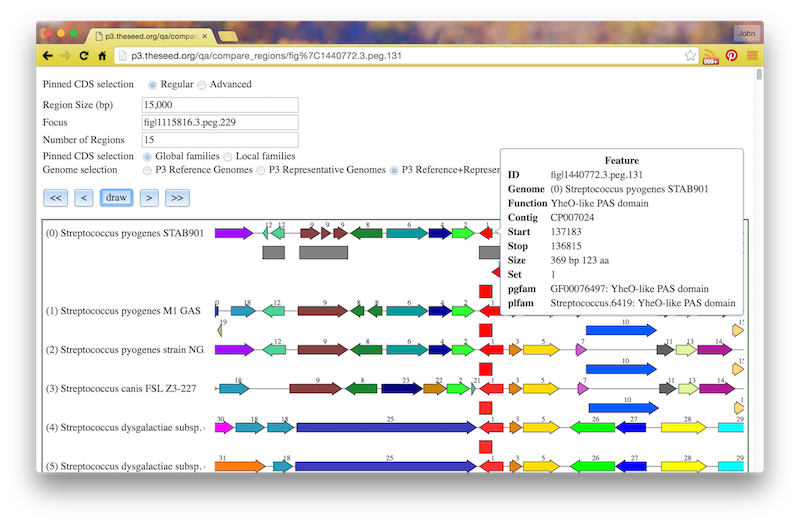 p3.theseed.org/qa/compare_re
John
p3.theseed.org/qa/compare_regions/fig%7C1440772.3.peg.131
999+
Pinned CDS selection Regular Advanced
Region Size (bp) 15,000
Focus fig|1115816.3.peg.229
Number of Regions 15
Pinned CDS selection Global families Local families
Genome selection P3 Reference Genomes P3 Representative Genomes P3 Reference+Represen
<< < draw > >>
Feature
ID fig|1440772.3.peg.131
Genome (0) Streptococcus pyogenes STAB901
Function YheO-like PAS domain
Contig CP007024
Start 137183
Stop 136815
Size 369 bp 123 aa
Set 1
pgfam GF00076497: YheO-like PAS domain
plfam Streptococcus.6419: YheO-like PAS domain
17 12 12 9 9 9 8 6 4 2 1
(0) Streptococcus pyogenes STAB901
18 12 9 8 8 6 4 2 1
(1) Streptococcus pyogenes M1 GAS
19 10
17 12 9 8 6 4 2 1 3 5 7 11 13 14
(2) Streptococcus pyogenes strain NG.
10
18 9 8 23 22 2 21 1 3 5 7 11 13 14
(3) Streptococcus canis FSL Z3-227
10
30 18 18 25 1 3 5 26 27 28 29
(4) Streptococcus dysgalactiae subsp.
31 18 25 1 3 5 26 27 28 29
(5) Streptococcus dysgalactiae subsp.